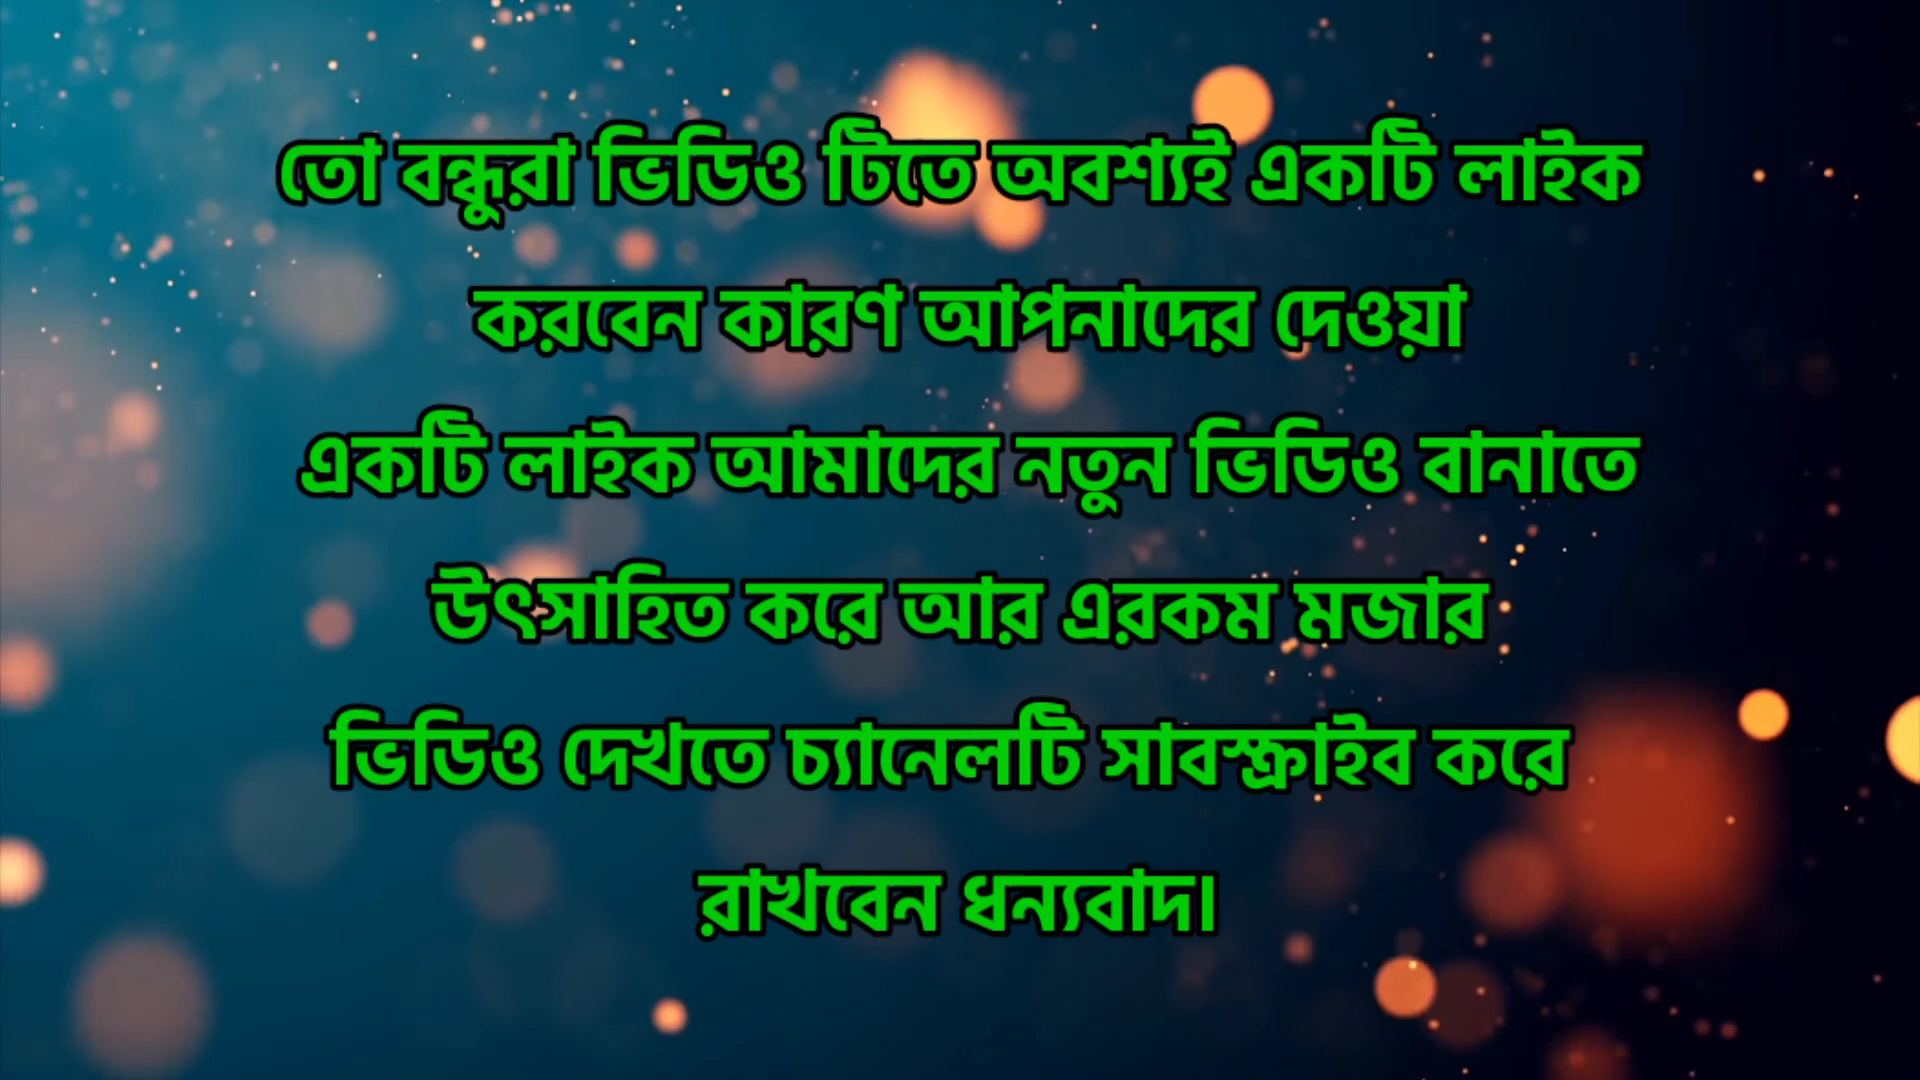 তো বন্ধুরা ভিডিও টিতে অবশ্যই একটি লাইক
করবেন কারণ আপনাদের দেওয়া
একটি লাইক আমাদের নতুন ভিডিও বানাতে
উৎসাহিত করে আর এরকম মজার
ভিডিও দেখতে চ্যানেলটি সাবস্ক্রাইব করে
রাখবেন ধন্যবাদ।